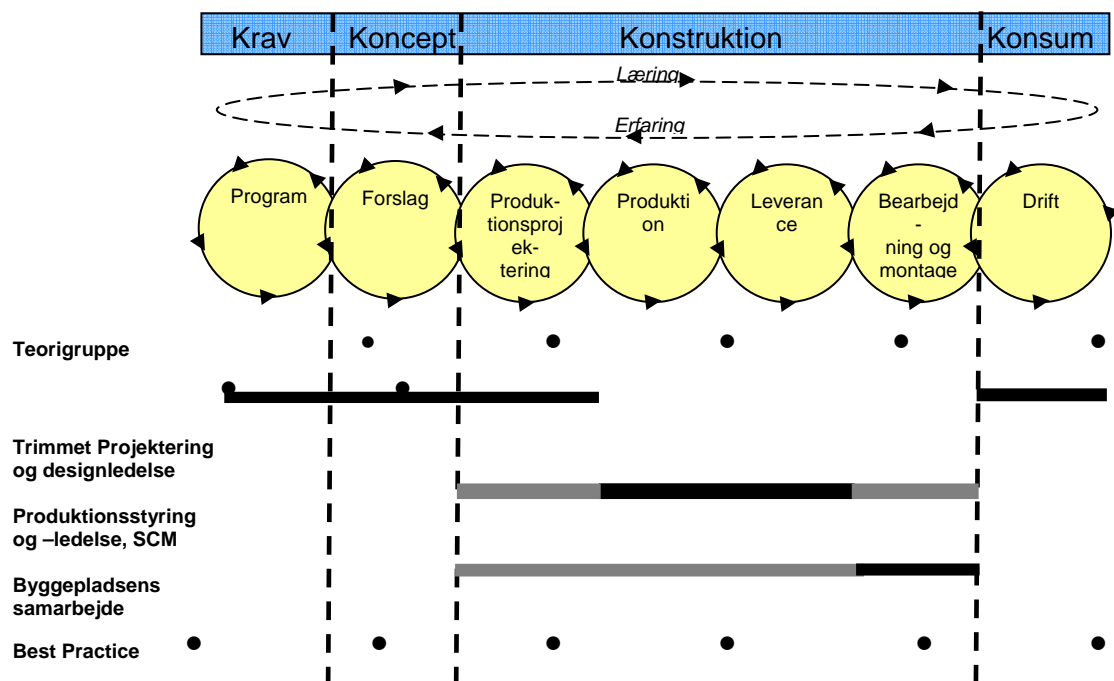 Krav
Koncept
Konstruktion
Konsum
Læring
Erfaring
Program
Forslag
Produk-
tionsproj
ek-
tering
Produkti
on
Leveran
ce
Bearbejd
-
ning og
montage
Drift
Teorigruppe
Trimmet Projektering
og designledelse
Produktionsstyring
og –ledelse, SCM
Byggepladsens
samarbejde
Best Practice